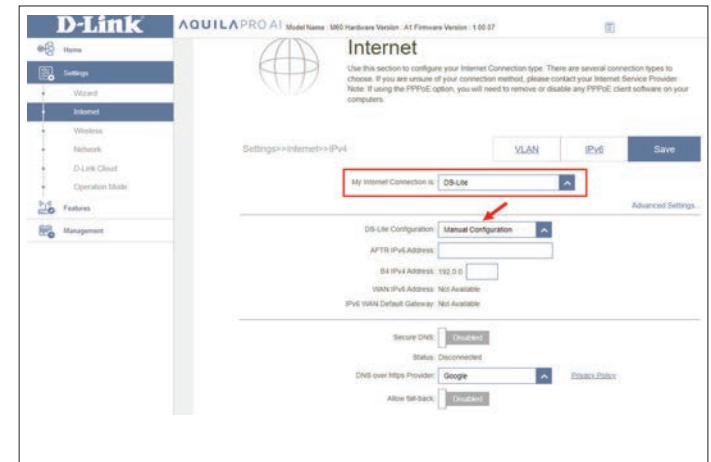 D-Link
AQUILA PRO AI Model Name : M60 Hardware Version : A1 Firmware Version : 1.00.07
Home
Settings
Wizard
Internet
Wireless
Network
D-Link Cloud
Operation Mode
Features
Management
Internet
Use this section to configure your Internet Connection type. There are several connection types to
choose. If you are unsure of your connection method, please contact your Internet Service Provider.
Note: If using the PPPoE option, you will need to remove or disable any PPPoE client software on your
computers.
Settings>>Internet>>IPv4
VLAN
IPv6
Save
My Internet Connection is: DS-Lite
Advanced Settings...
DS-Lite Configuration: Manual Configuration
AFTR IPv6 Address:
B4 IPv4 Address: 192.0.0.
WAN IPv6 Address: Not Available
IPv6 WAN Default Gateway: Not Available
Secure DNS: Disabled
Status: Disconnected
DNS over https Provider: Google
Privacy Policy
Allow fall-back: Disabled